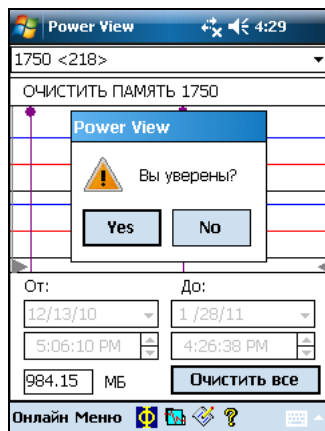 Power View 4:29
1750 <218>
ОЧИСТИТЬ ПАМЯТЬ 1750
Power View
Вы уверены?
Yes No
От: До:
12/13/10 1 /28/11
5:06:10 PM 4:26:38 PM
984.15 МБ Очистить все
Онлайн Меню